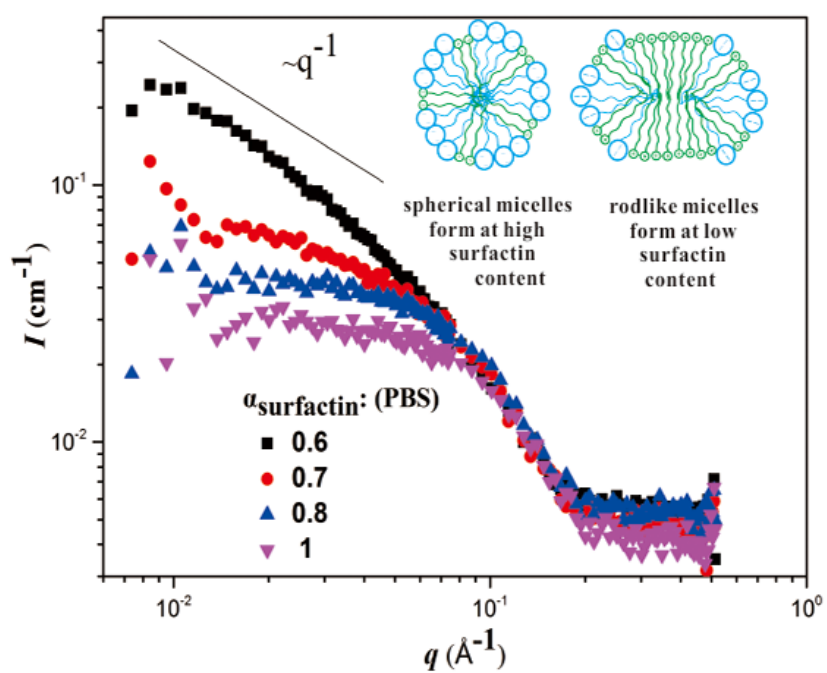 ~q-1
10-1
10-2
I (cm-1)
spherical micelles
form at high
surfactin
content
rodlike micelles
form at low
surfactin
content
αsurfactin: (PBS)
0.6
0.7
0.8
1
10-2
10-1
100
q (Å-1)